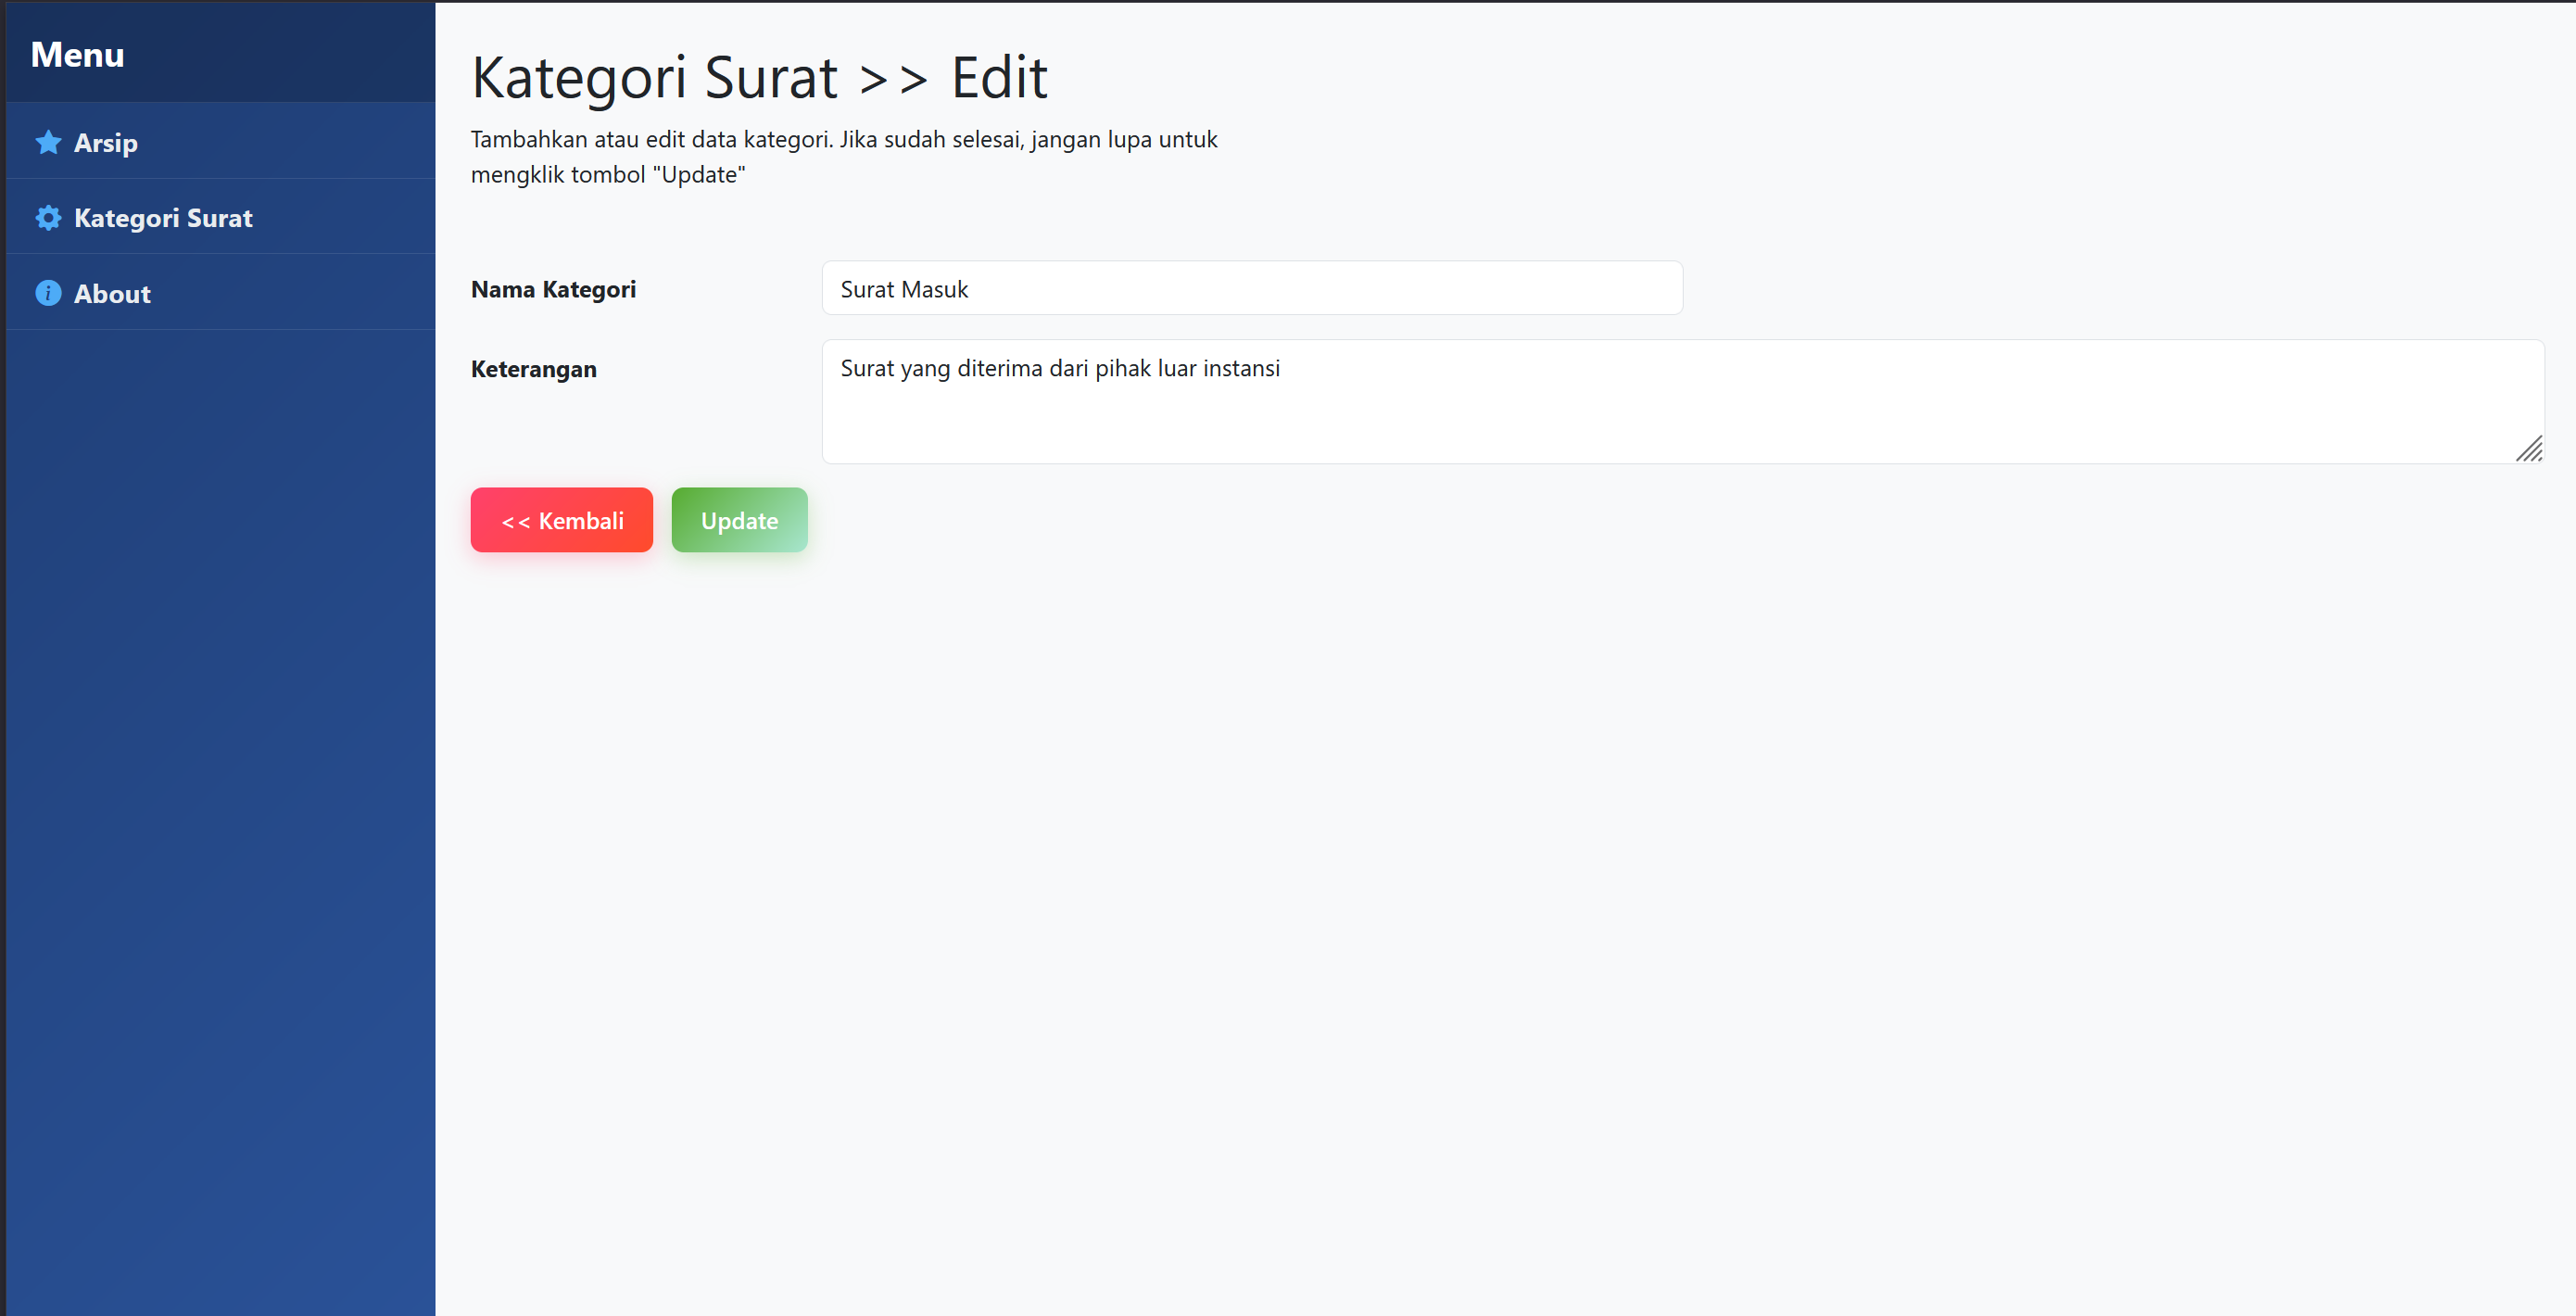 Menu
Arsip
Kategori Surat
About
Kategori Surat >> Edit
Tambahkan atau edit data kategori. Jika sudah selesai, jangan lupa untuk
mengklik tombol "Update"
Nama Kategori
Surat Masuk
Keterangan
Surat yang diterima dari pihak luar instansi
<< Kembali
Update